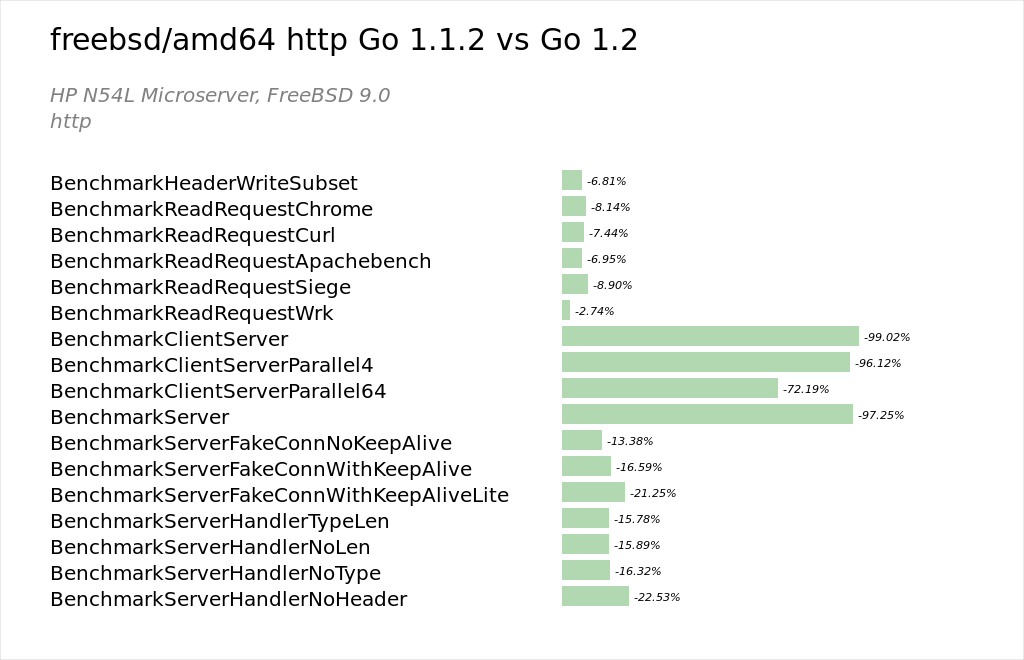 freebsd/amd64 http Go 1.1.2 vs Go 1.2
HP N54L Microserver, FreeBSD 9.0
http
BenchmarkHeaderWriteSubset -6.81%
BenchmarkReadRequestChrome -8.14%
BenchmarkReadRequestCurl -7.44%
BenchmarkReadRequestApachebench -6.95%
BenchmarkReadRequestSiege -8.90%
BenchmarkReadRequestWrk -2.74%
BenchmarkClientServer -99.02%
BenchmarkClientServerParallel4 -96.12%
BenchmarkClientServerParallel64 -72.19%
BenchmarkServer -97.25%
BenchmarkServerFakeConnNoKeepAlive -13.38%
BenchmarkServerFakeConnWithKeepAlive -16.59%
BenchmarkServerFakeConnWithKeepAliveLite -21.25%
BenchmarkServerHandlerTypeLen -15.78%
BenchmarkServerHandlerNoLen -15.89%
BenchmarkServerHandlerNoType -16.32%
BenchmarkServerHandlerNoHeader -22.53%